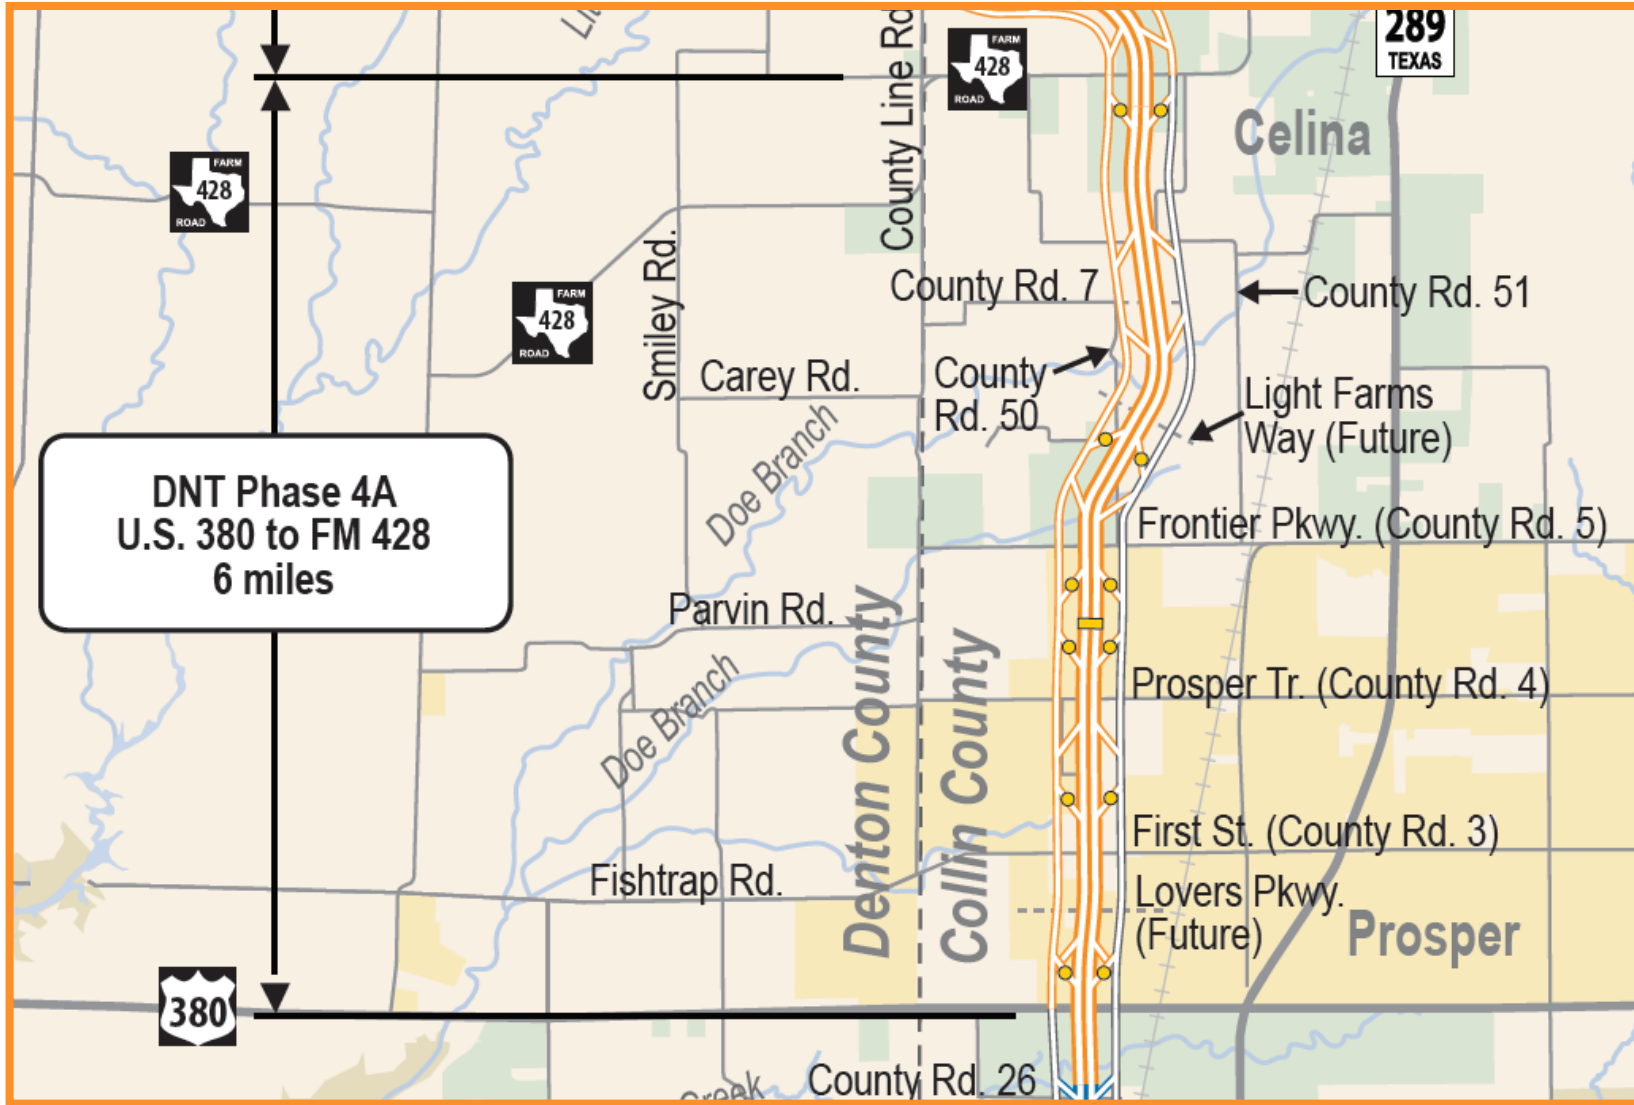 289
TEXAS
County Line Rd.
FARM
428
ROAD
Celina
FARM
428
ROAD
Smiley Rd.
County Rd. 7
County Rd. 51
FARM
428
ROAD
Carey Rd.
County
Rd. 50
Light Farms
Way (Future)
Doe Branch
DNT Phase 4A
U.S. 380 to FM 428
6 miles
Frontier Pkwy. (County Rd. 5)
Parvin Rd.
Denton County
Collin County
Doe Branch
Prosper Tr. (County Rd. 4)
First St. (County Rd. 3)
Fishtrap Rd.
Lovers Pkwy.
(Future)
Prosper
380
County Rd. 26
Creek